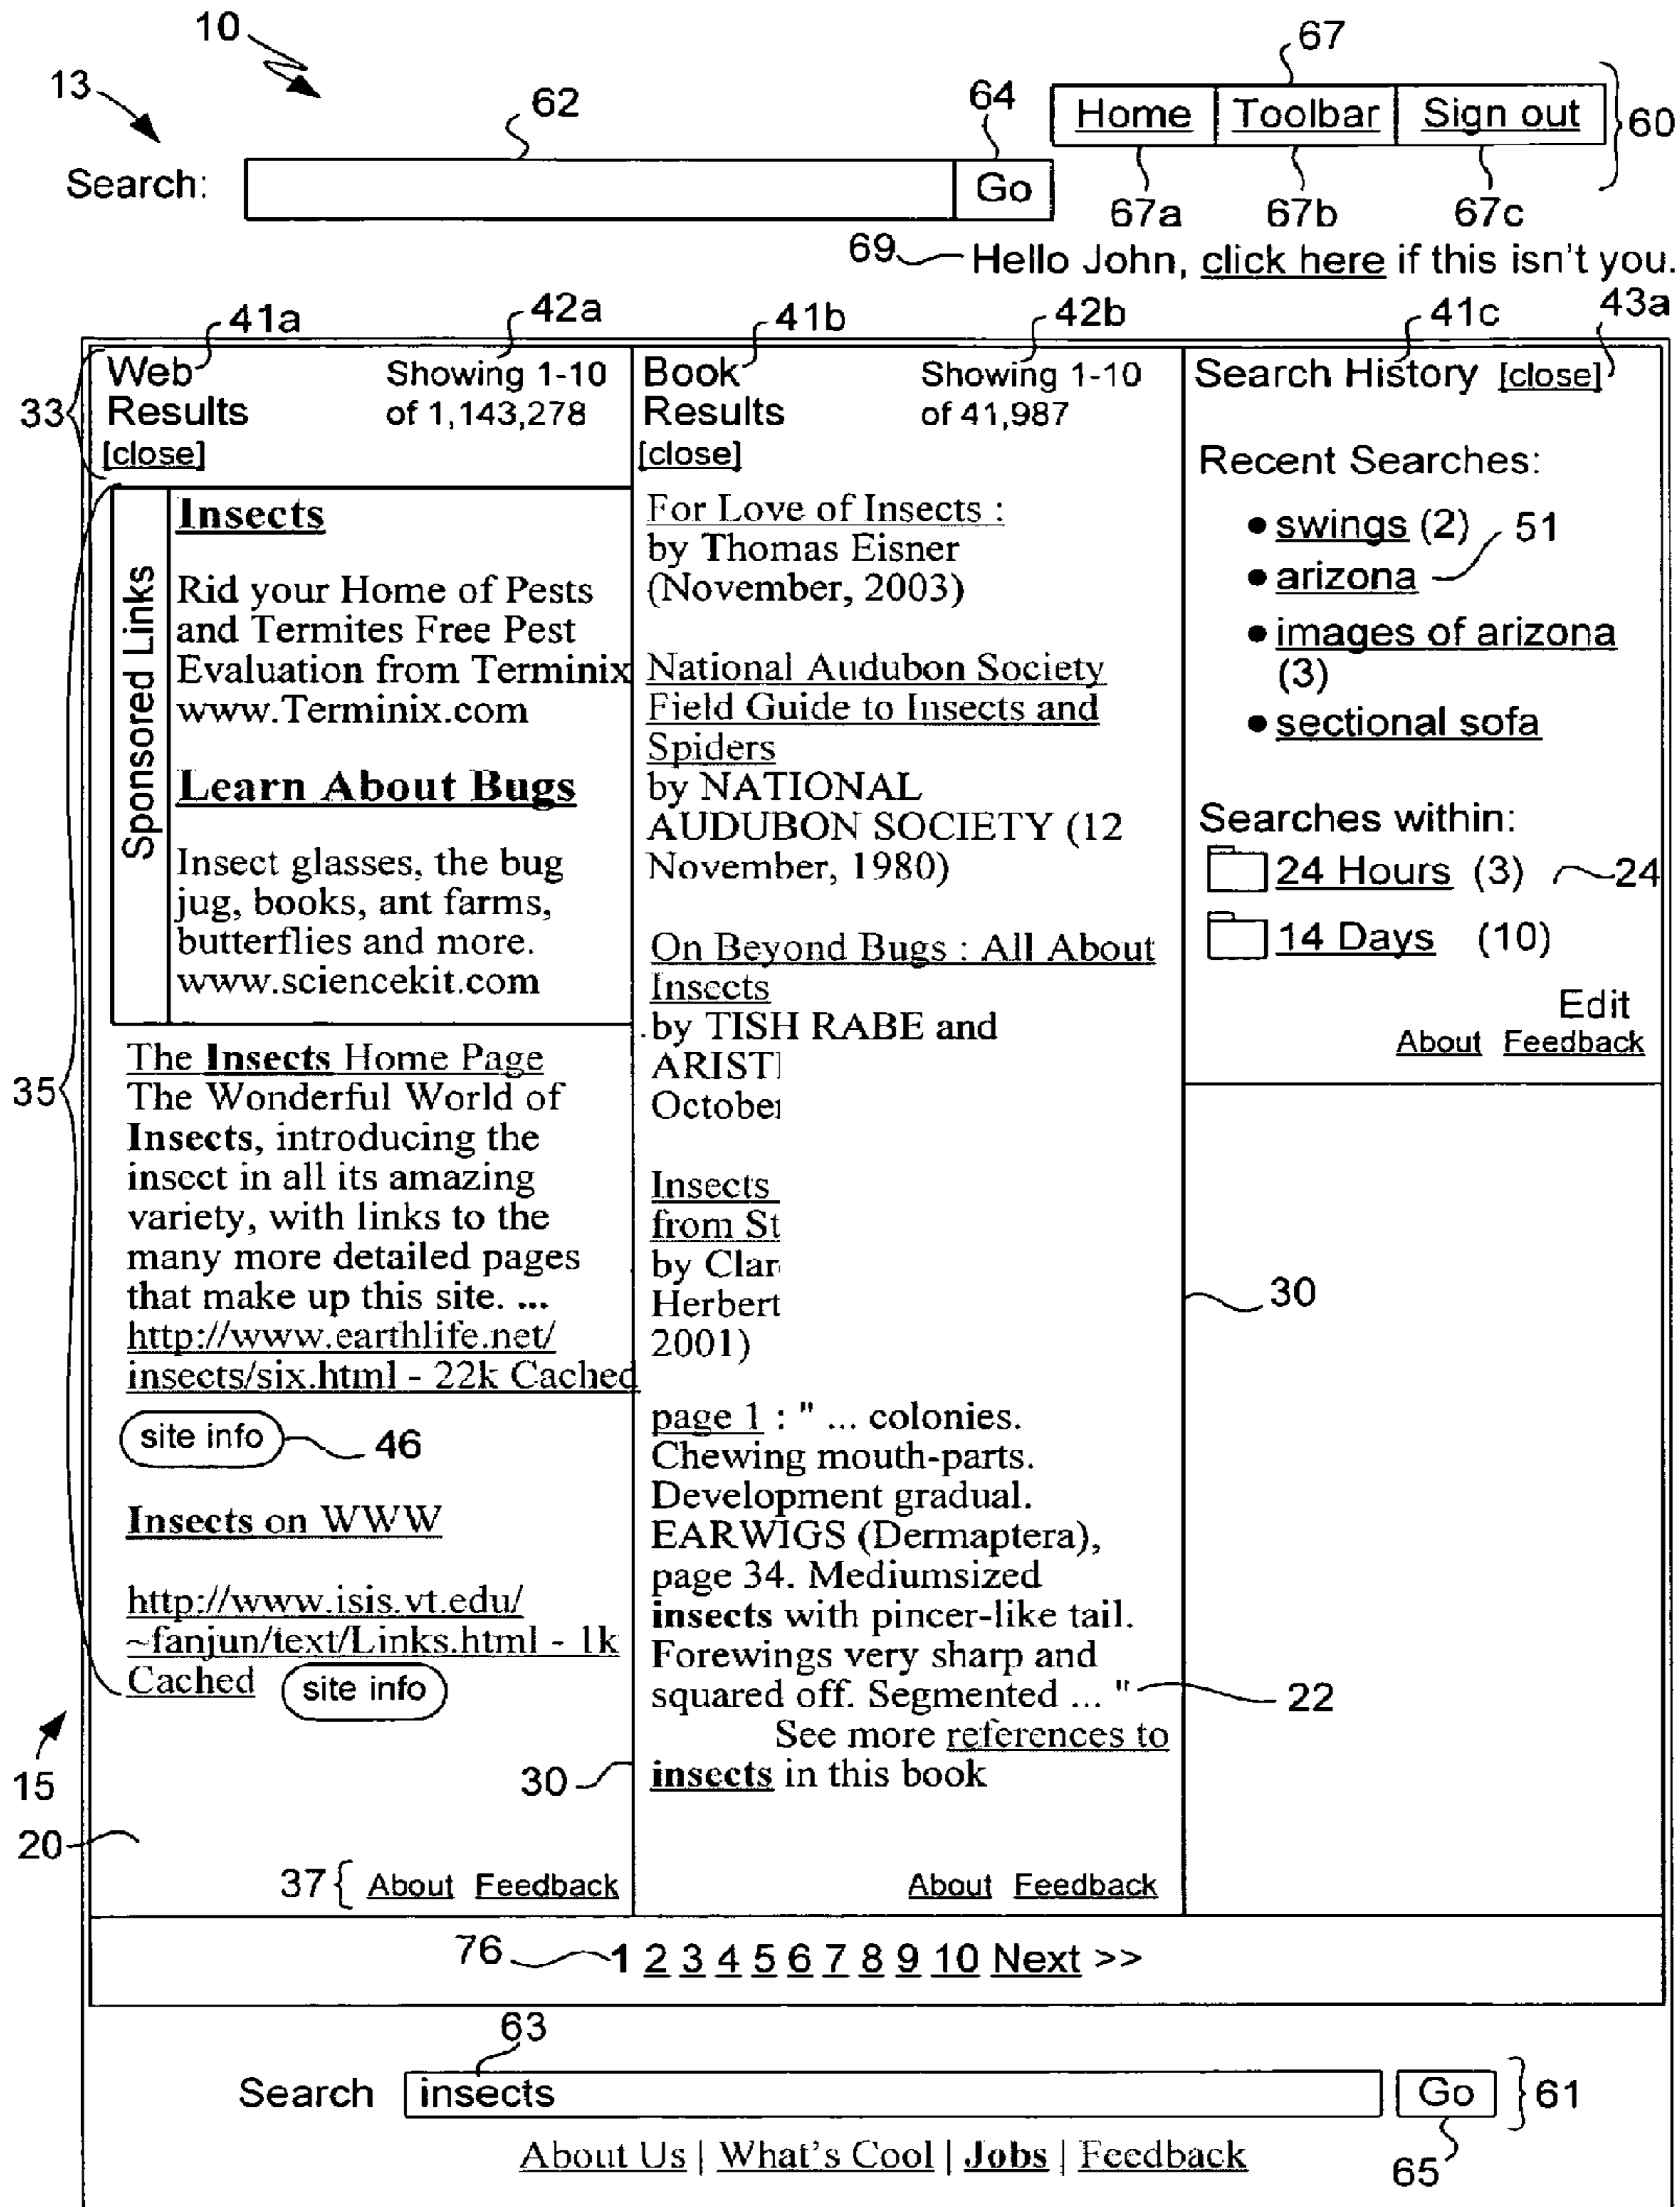 10
67
13
62
64
Home Toolbar Sign out
60
Search:
Go
67a 67b 67c
69 Hello John, click here if this isn't you.
41a 42a 41b 42b 41c 43a
33
Web Results
Showing 1-10 of 1,143,278
[close]
35
Sponsored Links
Insects
Rid your Home of Pests
and Termites Free Pest
Evaluation from Terminix
www.Terminix.com
Learn About Bugs
Insect glasses, the bug
jug, books, ant farms,
butterflies and more.
www.sciencekit.com
The Insects Home Page
The Wonderful World of
Insects, introducing the
insect in all its amazing
variety, with links to the
many more detailed pages
that make up this site. ...
http://www.earthlife.net/
insects/six.html - 22k Cached
site info 46
Insects on WWW
http://www.isis.vt.edu/
~fanjun/text/Links.html - 1k
Cached site info
15
20
30
37 About Feedback
Book Results
Showing 1-10 of 41,987
[close]
For Love of Insects :
by Thomas Eisner
(November, 2003)
National Audubon Society
Field Guide to Insects and
Spiders
by NATIONAL
AUDUBON SOCIETY (12
November, 1980)
On Beyond Bugs : All About
Insects
by TISH RABE and
ARIST
Octobe
Insects
from St
by Clar
Herbert
2001)
page 1 : " ... colonies.
Chewing mouth-parts.
Development gradual.
EARWIGS (Dermaptera),
page 34. Mediumsized
insects with pincer-like tail.
Forewings very sharp and
squared off. Segmented ... " 22
See more references to
insects in this book
About Feedback
Search History [close]
Recent Searches:
• swings (2)
51
• arizona
• images of arizona
(3)
• sectional sofa
Searches within:
24 Hours (3) 24
14 Days (10)
Edit
About Feedback
30
76 1 2 3 4 5 6 7 8 9 10 Next >>
63
Search insects Go 61
65
About Us | What's Cool | Jobs | Feedback